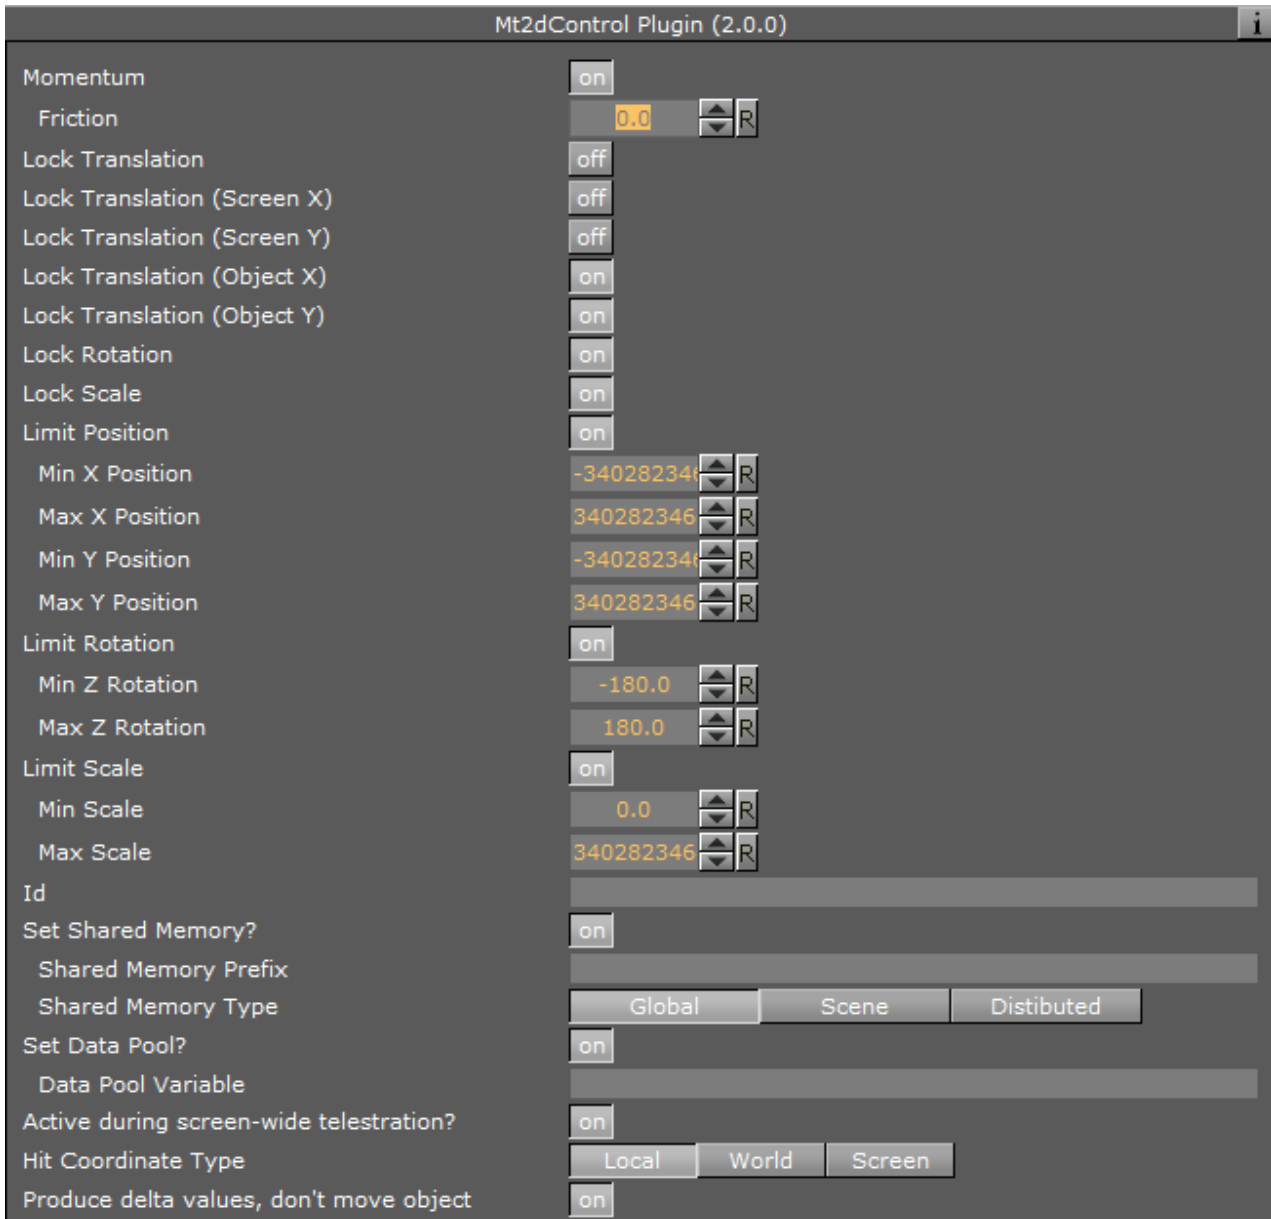 Mt2dControl Plugin (2.0.0) i
Momentum on
Friction 0.0 R
Lock Translation off
Lock Translation (Screen X) off
Lock Translation (Screen Y) off
Lock Translation (Object X) on
Lock Translation (Object Y) on
Lock Rotation on
Lock Scale on
Limit Position on
Min X Position -340282346 R
Max X Position 340282346 R
Min Y Position -340282346 R
Max Y Position 340282346 R
Limit Rotation on
Min Z Rotation -180.0 R
Max Z Rotation 180.0 R
Limit Scale on
Min Scale 0.0 R
Max Scale 340282346 R
Id
Set Shared Memory? on
Shared Memory Prefix
Shared Memory Type Global Scene Distibuted
Set Data Pool? on
Data Pool Variable
Active during screen-wide telestration? on
Hit Coordinate Type Local World Screen
Produce delta values, don't move object on